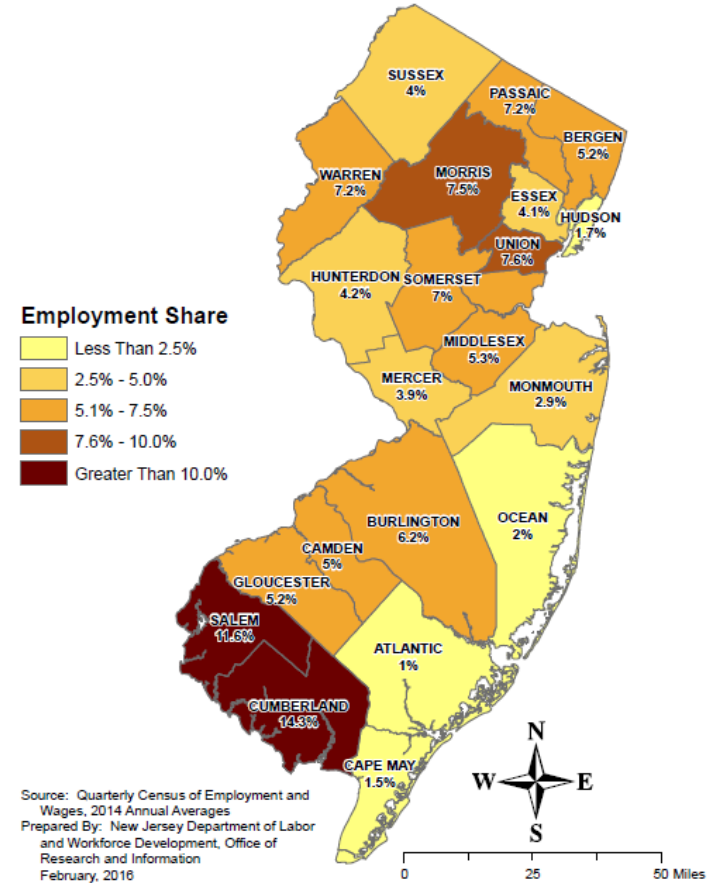 SUSSEX
4%
PASSAIC
7.2%
BERGEN
5.2%
WARREN
7.2%
MORRIS
7.5%
ESSEX
4.1%
HUDSON
1.7%
UNION
7.6%
HUNTERDON
4.2%
SOMERSET
7%
Employment Share
Less Than 2.5%
2.5% - 5.0%
5.1% - 7.5%
7.6% - 10.0%
Greater Than 10.0%
MIDDLESEX
5.3%
MERCER
3.9%
MONMOUTH
2.9%
BURLINGTON
6.2%
OCEAN
2%
CAMDEN
5%
GLOUCESTER
5.2%
SALEM
11.6%
ATLANTIC
1%
CUMBERLAND
14.3%
CAPE MAY
1.5%
N
W
E
S
Source: Quarterly Census of Employment and
Wages, 2014 Annual Averages
Prepared By: New Jersey Department of Labor
and Workforce Development, Office of
Research and Information
February, 2016
0 25 50 Miles